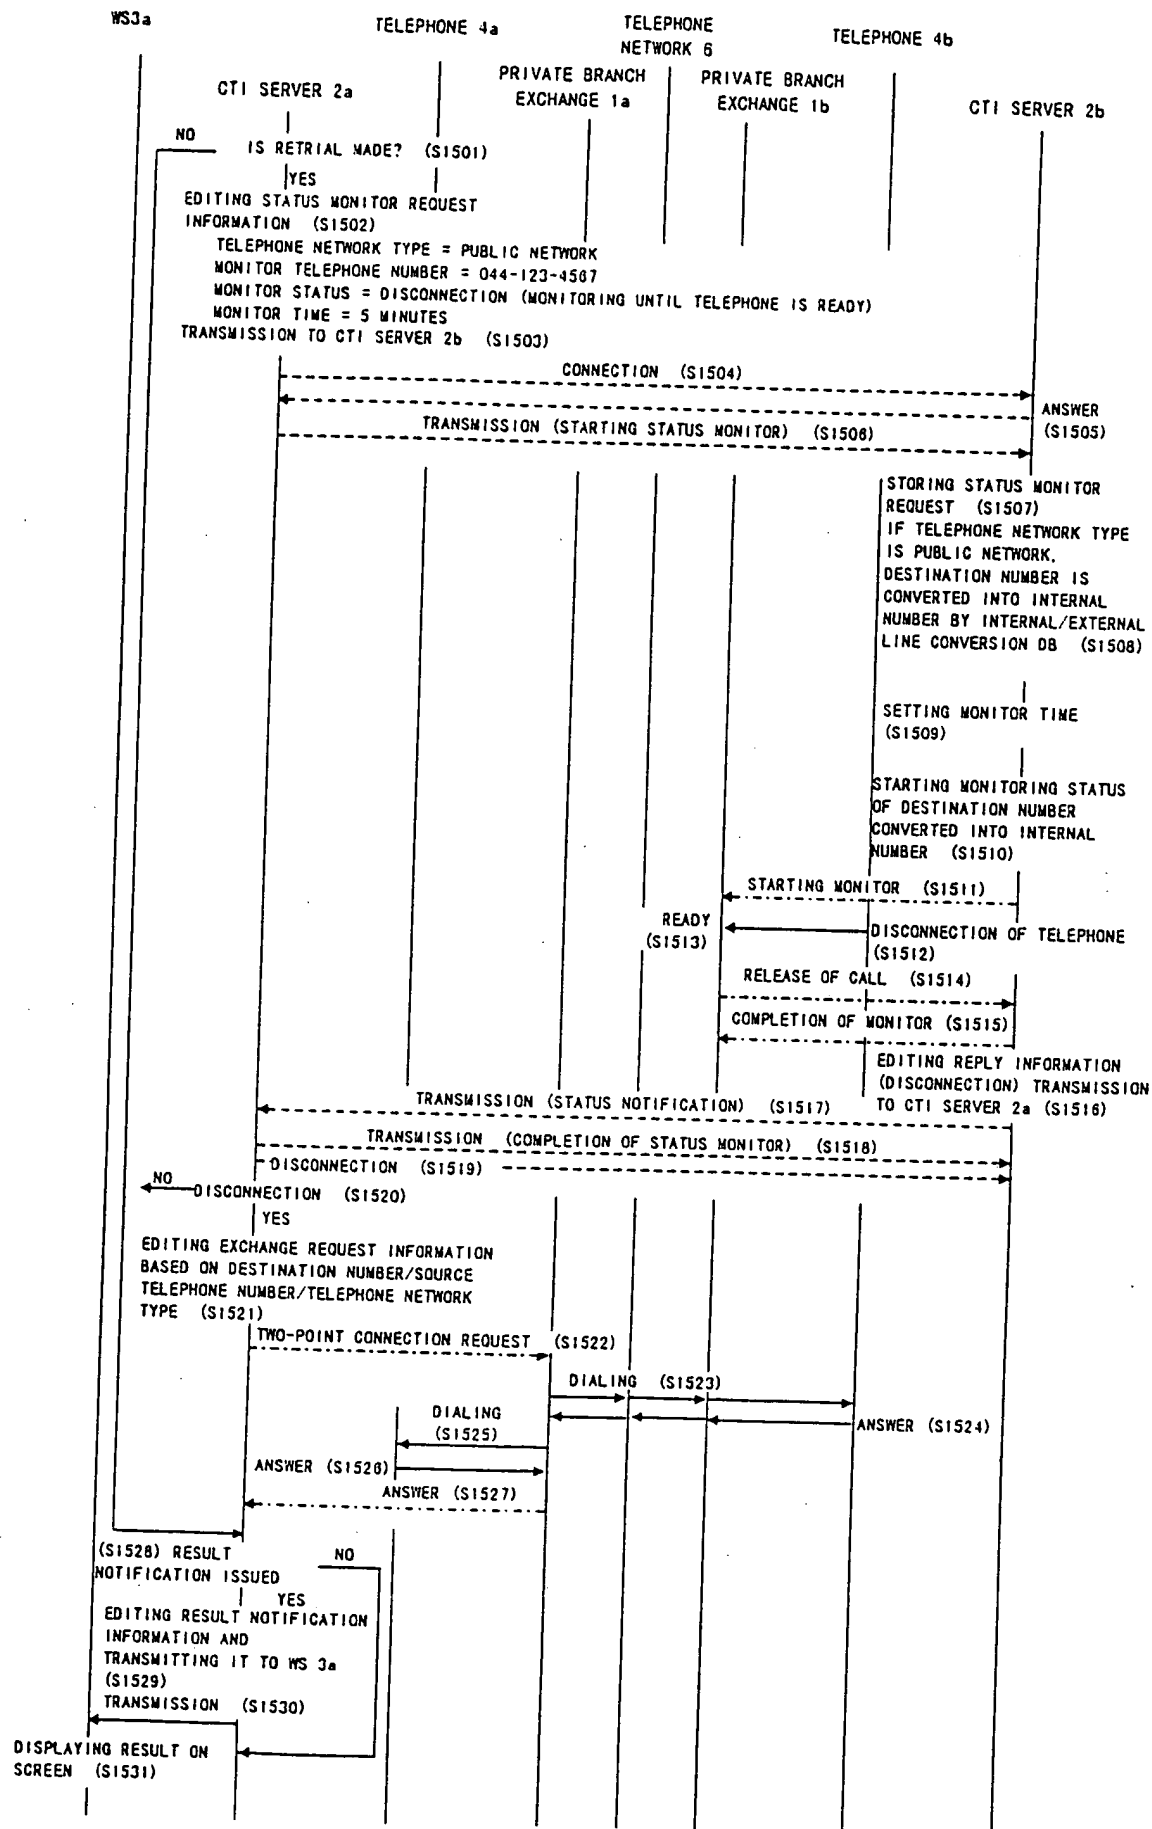 WS3a
TELEPHONE 4a
TELEPHONE
NETWORK 6
TELEPHONE 4b
PRIVATE BRANCH
EXCHANGE 1a
PRIVATE BRANCH
EXCHANGE 1b
CTI SERVER 2a
CTI SERVER 2b
NO
IS RETRIAL MADE? (S1501)
YES
EDITING STATUS MONITOR REQUEST
INFORMATION (S1502)
TELEPHONE NETWORK TYPE = PUBLIC NETWORK
MONITOR TELEPHONE NUMBER = 044-123-4567
MONITOR STATUS = DISCONNECTION (MONITORING UNTIL TELEPHONE IS READY)
MONITOR TIME = 5 MINUTES
TRANSMISSION TO CTI SERVER 2b (S1503)
CONNECTION (S1504)
ANSWER
(S1505)
TRANSMISSION (STARTING STATUS MONITOR) (S1506)
STORING STATUS MONITOR
REQUEST (S1507)
IF TELEPHONE NETWORK TYPE
IS PUBLIC NETWORK,
DESTINATION NUMBER IS
CONVERTED INTO INTERNAL
NUMBER BY INTERNAL/EXTERNAL
LINE CONVERSION DB (S1508)
SETTING MONITOR TIME
(S1509)
STARTING MONITORING STATUS
OF DESTINATION NUMBER
CONVERTED INTO INTERNAL
NUMBER (S1510)
STARTING MONITOR (S1511)
READY
(S1513)
DISCONNECTION OF TELEPHONE
(S1512)
RELEASE OF CALL (S1514)
COMPLETION OF MONITOR (S1515)
EDITING REPLY INFORMATION
(DISCONNECTION) TRANSMISSION
TO CTI SERVER 2a (S1516)
TRANSMISSION (STATUS NOTIFICATION) (S1517)
TRANSMISSION (COMPLETION OF STATUS MONITOR) (S1518)
DISCONNECTION (S1519)
NO
DISCONNECTION (S1520)
YES
EDITING EXCHANGE REQUEST INFORMATION
BASED ON DESTINATION NUMBER/SOURCE
TELEPHONE NUMBER/TELEPHONE NETWORK
TYPE (S1521)
TWO-POINT CONNECTION REQUEST (S1522)
DIALING (S1523)
ANSWER (S1524)
DIALING
(S1525)
ANSWER (S1526)
ANSWER (S1527)
(S1528) RESULT
NOTIFICATION ISSUED
NO
YES
EDITING RESULT NOTIFICATION
INFORMATION AND
TRANSMITTING IT TO WS 3a
(S1529)
TRANSMISSION (S1530)
DISPLAYING RESULT ON
SCREEN (S1531)